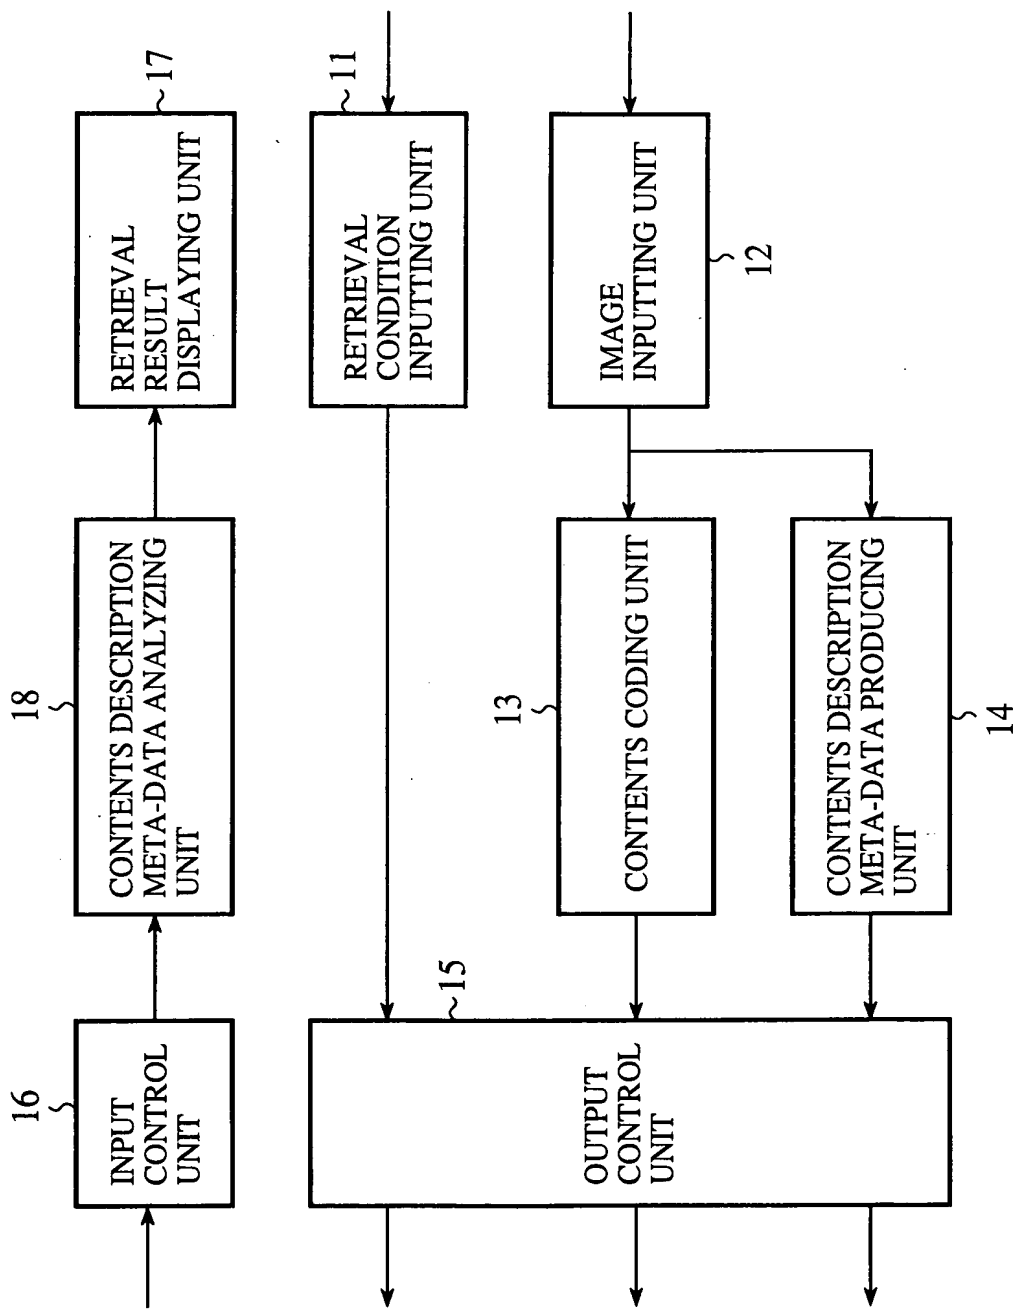 17
RETRIEVAL
RESULT
DISPLAYING UNIT
18
CONTENTS DESCRIPTION
META-DATA ANALYZING
UNIT
16
INPUT
CONTROL
UNIT
11
RETRIEVAL
CONDITION
INPUTTING UNIT
15
OUTPUT
CONTROL
UNIT
IMAGE
INPUTTING UNIT
12
13
CONTENTS CODING UNIT
CONTENTS DESCRIPTION
META-DATA PRODUCING
UNIT
14